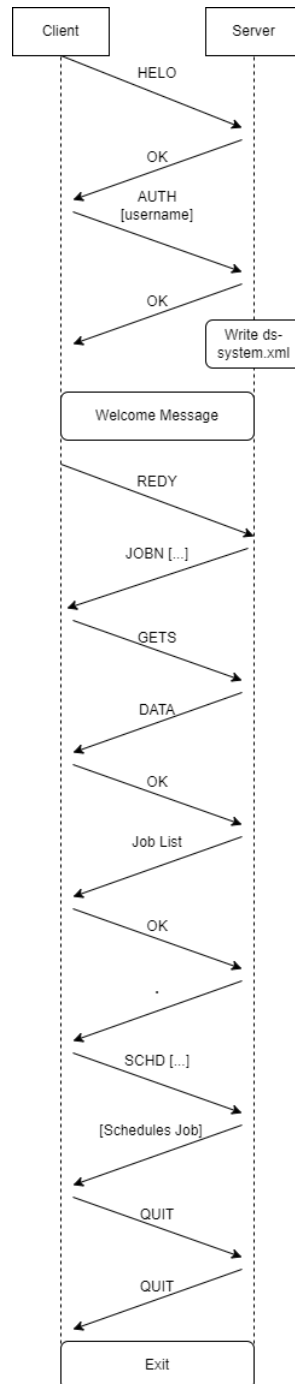 Client
Server
HELO
OK
AUTH
[username]
OK
Write ds-
system.xml
Welcome Message
REDY
JOBN [...]
GETS
DATA
OK
Job List
OK
.
SCHD [...]
[Schedules Job]
QUIT
QUIT
Exit